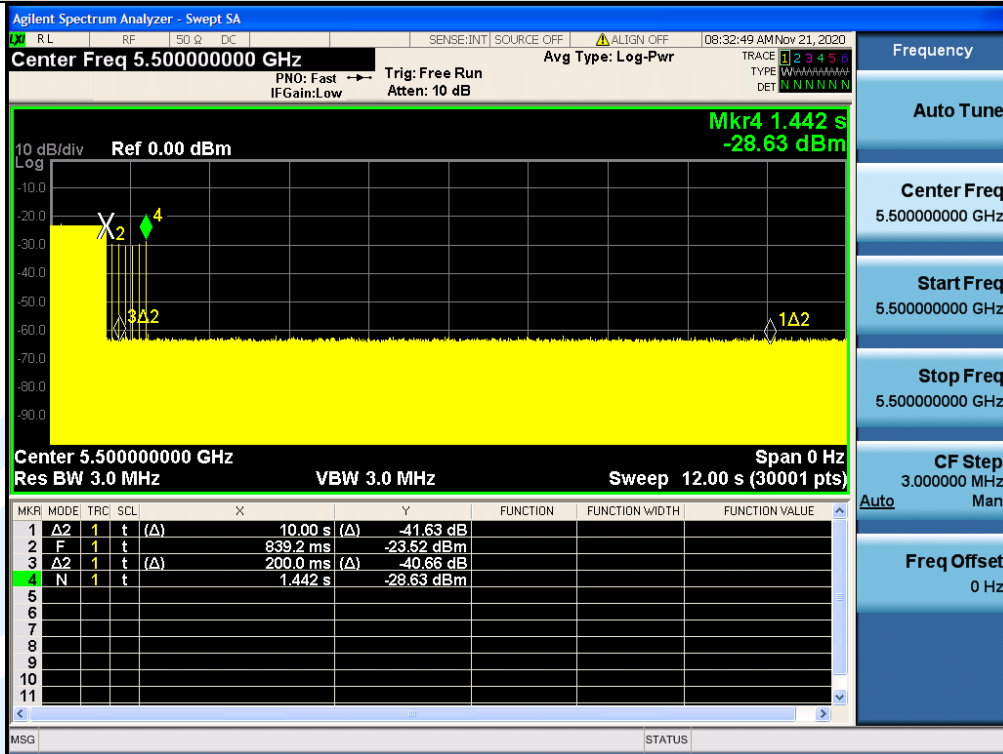 Agilent Spectrum Analyzer - Swept SA
LXI RL RF 50 Ω DC SENSE:INT SOURCE OFF ALIGN OFF 08:32:49 AM Nov 21, 2020
Center Freq 5.500000000 GHz
PNO: Fast
IFGain:Low
Trig: Free Run
Atten: 10 dB
Avg Type: Log-Pwr
TRACE 1 2 3 4 5 6
TYPE W
DET N N N N N N
Mkr4 1.442 s
-28.63 dBm
10 dB/div Ref 0.00 dBm
Log
-10.0
-20.0
-30.0
-40.0
-50.0
-60.0
-70.0
-80.0
-90.0
2
4
3Δ2
1Δ2
Center 5.500000000 GHz Span 0 Hz
Res BW 3.0 MHz VBW 3.0 MHz Sweep 12.00 s (30001 pts)
MKR MODE TRC SCL X Y FUNCTION FUNCTION WIDTH FUNCTION VALUE
1 Δ2 1 t (Δ) 10.00 s (Δ) -41.63 dB
2 F 1 t 839.2 ms -23.52 dBm
3 Δ2 1 t (Δ) 200.0 ms (Δ) -40.66 dB
4 N 1 t 1.442 s -28.63 dBm
5
6
7
8
9
10
11
MSG STATUS
Frequency
Auto Tune
Center Freq
5.500000000 GHz
Start Freq
5.500000000 GHz
Stop Freq
5.500000000 GHz
CF Step
3.000000 MHz
Auto Man
Freq Offset
0 Hz